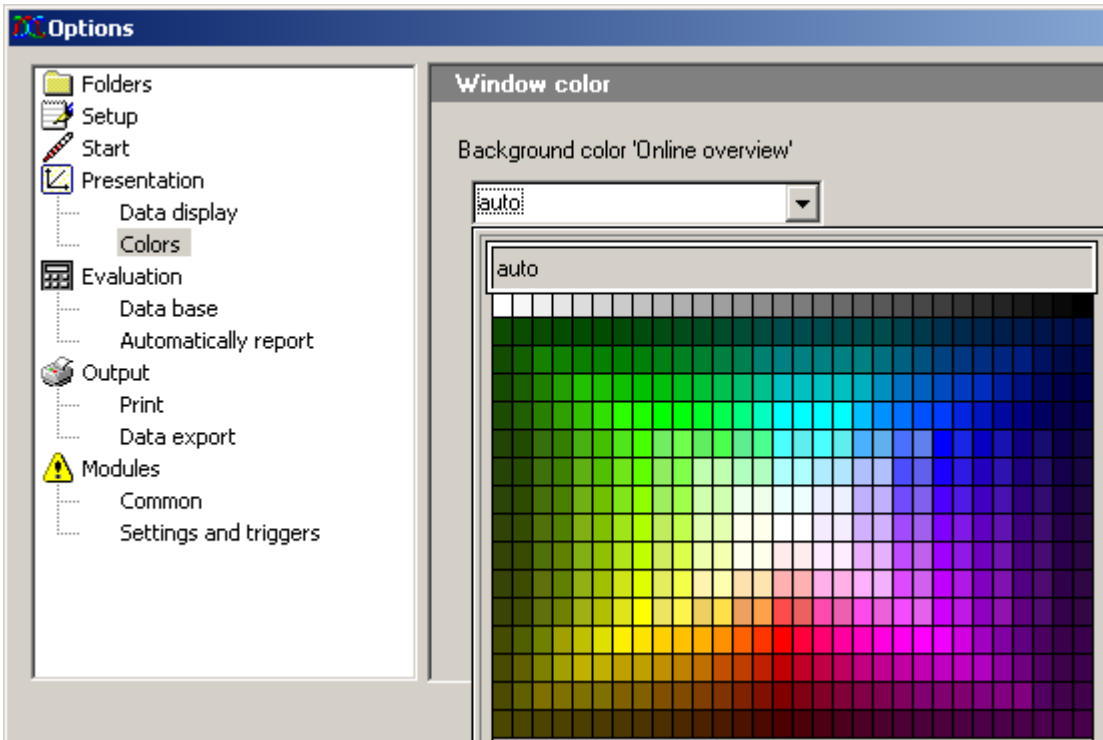 Options
Folders
Setup
Start
Presentation
Data display
Colors
Evaluation
Data base
Automatically report
Output
Print
Data export
Modules
Common
Settings and triggers
Window color
Background color 'Online overview'
auto
auto